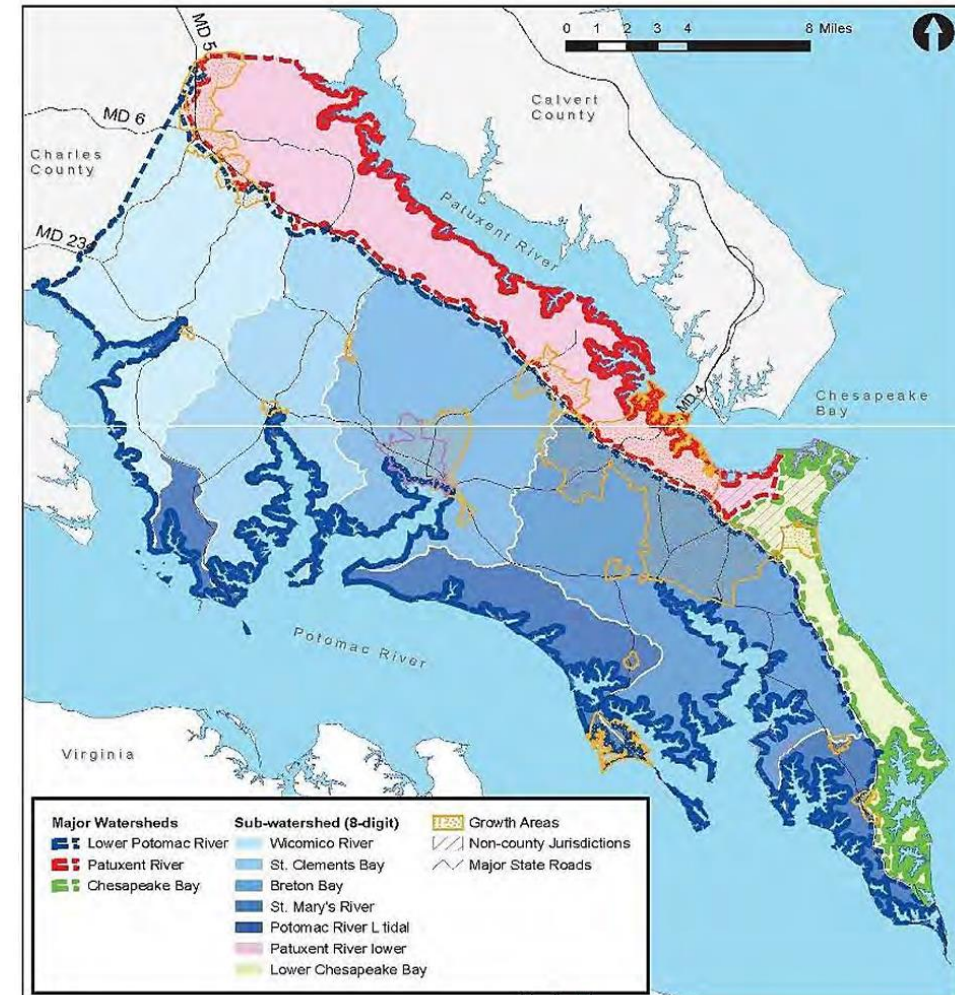 0 1 2 3 4 8 Miles
MD 5
Calvert
County
MD 6
Charles
County
Patuxent River
MD 23
MD 4
Chesapeake
Bay
Potomac River
Virginia
Major Watersheds
Lower Potomac River
Patuxent River
Chesapeake Bay
Sub-watershed (8-digit)
Wicomico River
St. Clements Bay
Breton Bay
St. Mary's River
Potomac River L tidal
Patuxent River lower
Lower Chesapeake Bay
Growth Areas
Non-county Jurisdictions
Major State Roads